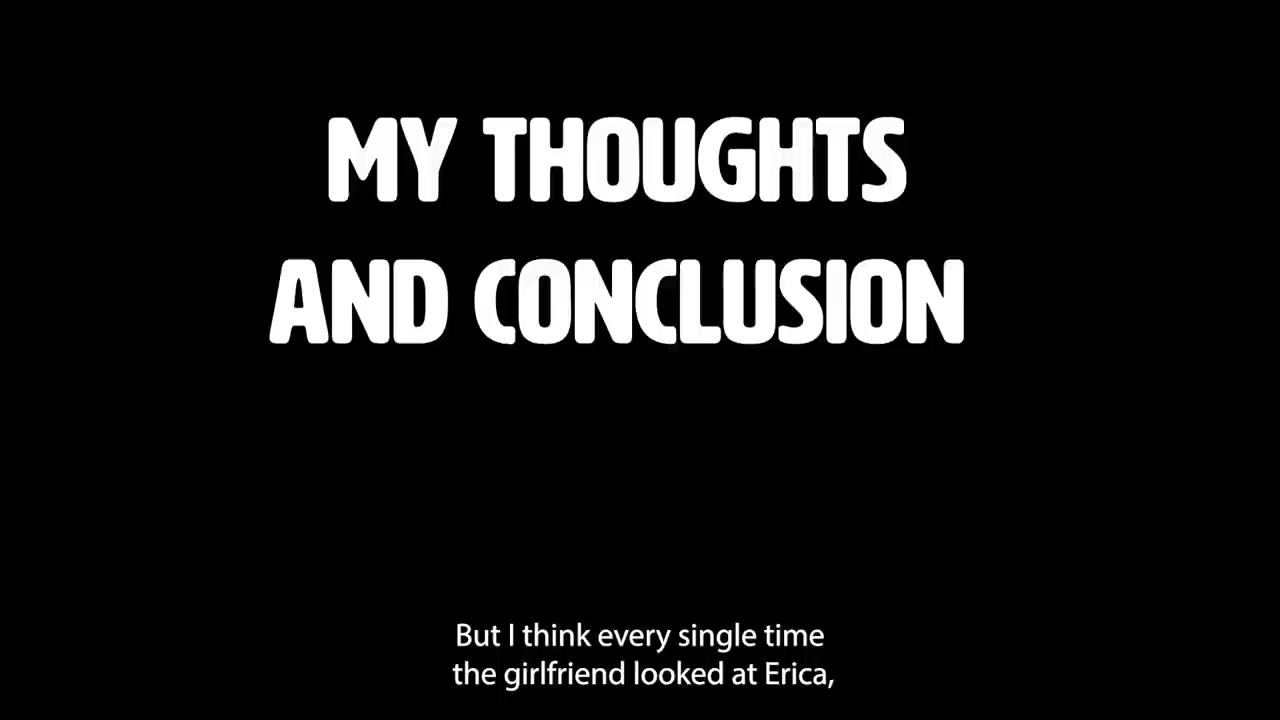 MY THOUGHTS
AND CONCLUSION
But I think every single time
the girlfriend looked at Erica,